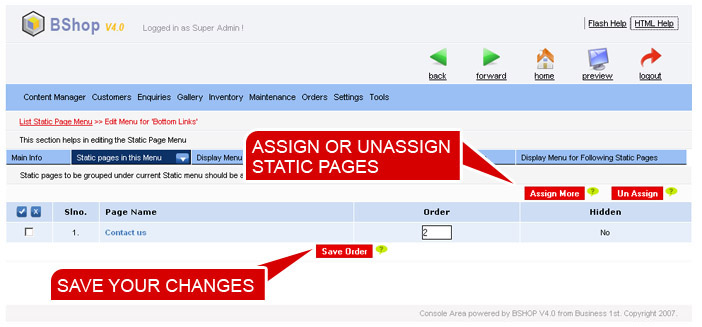 BShop V4.0
Logged in as Super Admin !
Flash Help HTML Help
back forward home preview logout
Content Manager Customers Enquiries Gallery Inventory Maintenance Orders Settings Tools
List Static Page Menu >> Edit Menu for 'Bottom Links'
This section helps in editing the Static Page Menu
ASSIGN OR UNASSIGN
STATIC PAGES
Main Info Static pages in this Menu Display Menu Display Menu for Following Static Pages
Static pages to be grouped under current Static menu should be a
Assign More ? Un Assign ?
Slno. Page Name Order Hidden
1. Contact us 2 No
Save Order ?
SAVE YOUR CHANGES
Console Area powered by BSHOP V4.0 from Business 1st. Copyright 2007.